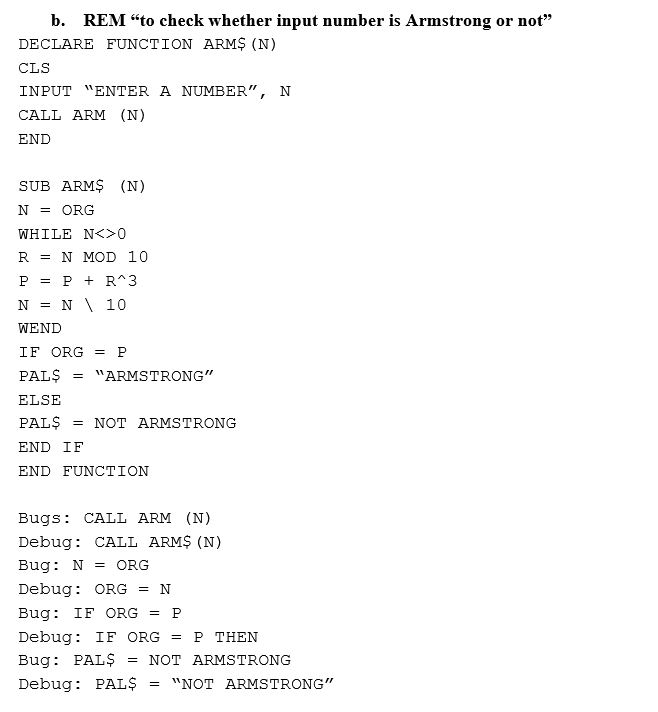 b. REM “to check whether input number is Armstrong or not”
DECLARE FUNCTION ARM$(N)
CLS
INPUT “ENTER A NUMBER”, N
CALL ARM (N)
END
SUB ARM$ (N)
N = ORG
WHILE N<>0
R = N MOD 10
P = P + R^3
N = N \ 10
WEND
IF ORG = P
PAL$ = “ARMSTRONG”
ELSE
PAL$ = NOT ARMSTRONG
END IF
END FUNCTION
Bugs: CALL ARM (N)
Debug: CALL ARM$(N)
Bug: N = ORG
Debug: ORG = N
Bug: IF ORG = P
Debug: IF ORG = P THEN
Bug: PAL$ = NOT ARMSTRONG
Debug: PAL$ = “NOT ARMSTRONG”